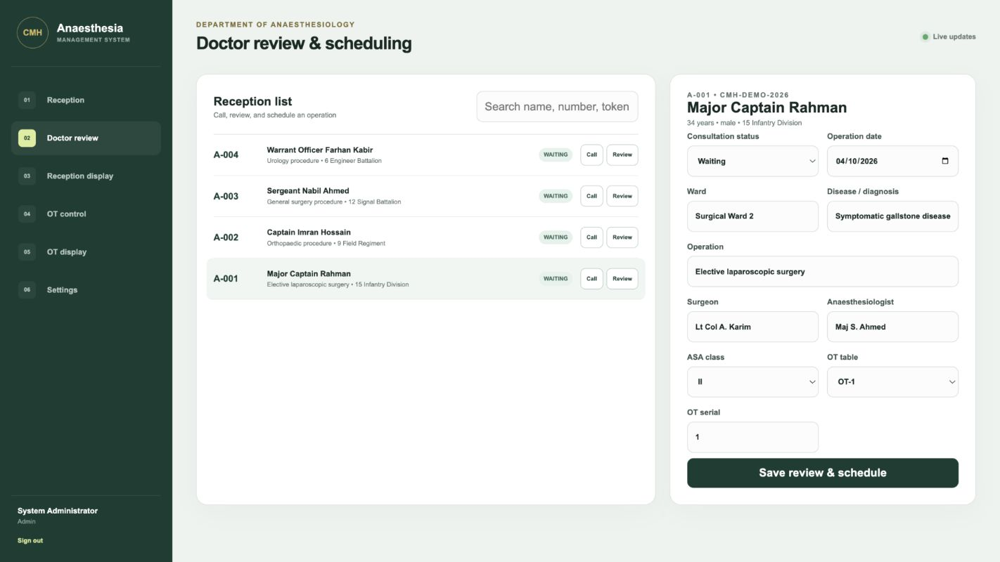 CMH
Anaesthesia
MANAGEMENT SYSTEM
01 Reception
02 Doctor review
03 Reception display
04 OT control
05 OT display
06 Settings
System Administrator
Admin
Sign out
DEPARTMENT OF ANAESTHESIOLOGY
Doctor review & scheduling
Live updates
Reception list
Call, review, and schedule an operation
Search name, number, token
A-004 Warrant Officer Farhan Kabir WAITING Call Review
Urology procedure • 6 Engineer Battalion
A-003 Sergeant Nabil Ahmed WAITING Call Review
General surgery procedure • 12 Signal Battalion
A-002 Captain Imran Hossain WAITING Call Review
Orthopaedic procedure • 9 Field Regiment
A-001 Major Captain Rahman WAITING Call Review
Elective laparoscopic surgery • 15 Infantry Division
A-001 • CMH-DEMO-2026
Major Captain Rahman
34 years • male • 15 Infantry Division
Consultation status Operation date
Waiting 04/10/2026
Ward Disease / diagnosis
Surgical Ward 2 Symptomatic gallstone disease
Operation
Elective laparoscopic surgery
Surgeon Anaesthesiologist
Lt Col A. Karim Maj S. Ahmed
ASA class OT table
II OT-1
OT serial
1
Save review & schedule